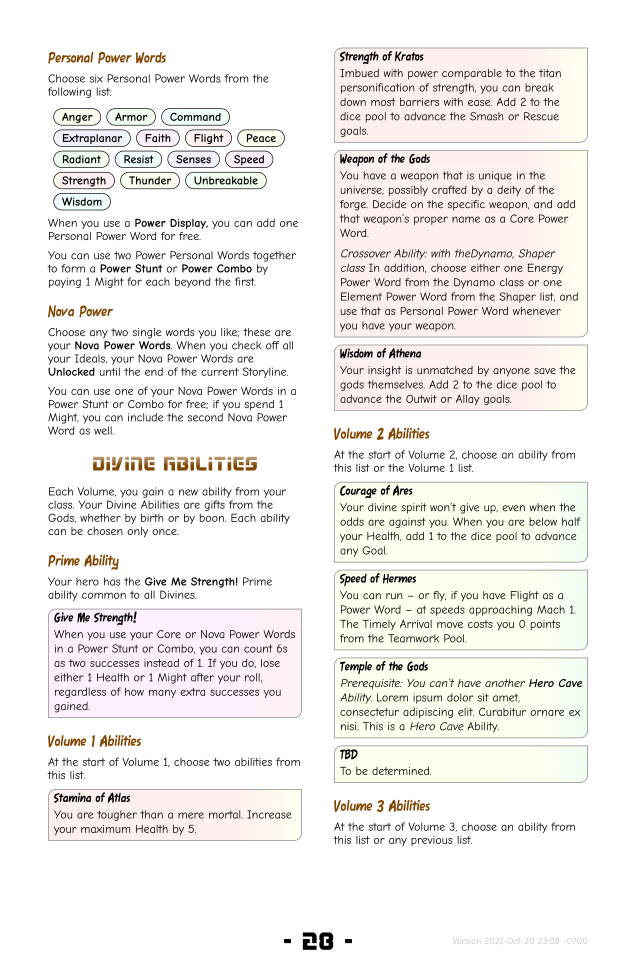 Personal Power Words
Choose six Personal Power Words from the
following list:
Anger Armor Command
Extraplanar Faith Flight Peace
Radiant Resist Senses Speed
Strength Thunder Unbreakable
Wisdom
When you use a Power Display, you can add one
Personal Power Word for free.
You can use two Power Personal Words together
to form a Power Stunt or Power Combo by
paying 1 Might for each beyond the first.
Nova Power
Choose any two single words you like; these are
your Nova Power Words. When you check off all
your Ideals, your Nova Power Words are
Unlocked until the end of the current Storyline.
You can use one of your Nova Power Words in a
Power Stunt or Combo for free; if you spend 1
Might, you can include the second Nova Power
Word as well.
Divine Abilities
Each Volume, you gain a new ability from your
class. Your Divine Abilities are gifts from the
Gods, whether by birth or by boon. Each ability
can be chosen only once.
Prime Ability
Your hero has the Give Me Strength! Prime
ability common to all Divines.
Give Me Strength!
When you use your Core or Nova Power Words
in a Power Stunt or Combo, you can count 6s
as two successes instead of 1. If you do, lose
either 1 Health or 1 Might after your roll,
regardless of how many extra successes you
gained.
Volume 1 Abilities
At the start of Volume 1, choose two abilities from
this list.
Stamina of Atlas
You are tougher than a mere mortal. Increase
your maximum Health by 5.
Strength of Kratos
Imbued with power comparable to the titan
personification of strength, you can break
down most barriers with ease. Add 2 to the
dice pool to advance the Smash or Rescue
goals.
Weapon of the Gods
You have a weapon that is unique in the
universe, possibly crafted by a deity of the
forge. Decide on the specific weapon, and add
that weapon's proper name as a Core Power
Word.
Crossover Ability: with theDynamo, Shaper
class In addition, choose either one Energy
Power Word from the Dynamo class or one
Element Power Word from the Shaper list, and
use that as Personal Power Word whenever
you have your weapon.
Wisdom of Athena
Your insight is unmatched by anyone save the
gods themselves. Add 2 to the dice pool to
advance the Outwit or Allay goals.
Volume 2 Abilities
At the start of Volume 2, choose an ability from
this list or the Volume 1 list.
Courage of Ares
Your divine spirit won't give up, even when the
odds are against you. When you are below half
your Health, add 1 to the dice pool to advance
any Goal.
Speed of Hermes
You can run – or fly, if you have Flight as a
Power Word – at speeds approaching Mach 1.
The Timely Arrival move costs you 0 points
from the Teamwork Pool.
Temple of the Gods
Prerequisite: You can't have another Hero Cave
Ability. Lorem ipsum dolor sit amet,
consectetur adipiscing elit. Curabitur ornare ex
nisi. This is a Hero Cave Ability.
TBD
To be determined.
Volume 3 Abilities
At the start of Volume 3, choose an ability from
this list or any previous list.
- 28 -
Version 2021-Oct-20 23:08 -0700